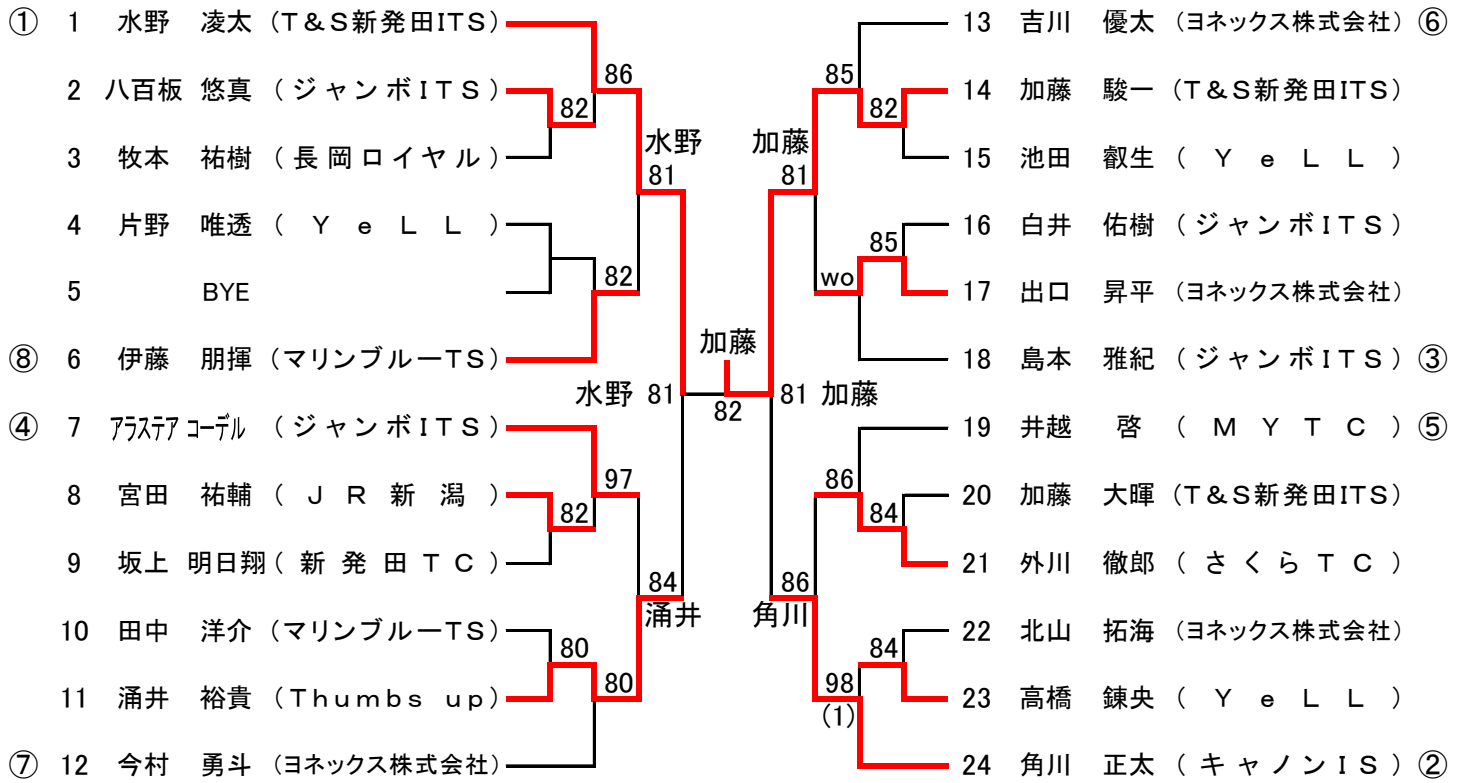 ① 1 水野 凌太 (T&S新発田ITS)
86
2 八百板 悠真 (ジャンボITS)
82
3 牧本 祐樹 (長岡ロイヤル)
水野
81
4 片野 唯透 (YeLL)
5 BYE
82
⑧ 6 伊藤 朋揮 (マリンブルーTS)
水野 81
④ 7 アラステア コーデル (ジャンボITS)
97
8 宮田 祐輔 (JR新潟)
82
9 坂上 明日翔 (新発田TC)
84
涌井
10 田中 洋介 (マリンブルーTS)
80
11 涌井 裕貴 (Thumbs up)
80
⑦ 12 今村 勇斗 (ヨネックス株式会社)
加藤
82
13 吉川 優太 (ヨネックス株式会社) ⑥
85
14 加藤 駿一 (T&S新発田ITS)
82
15 池田 叡生 (YeLL)
加藤
81
16 白井 佑樹 (ジャンボITS)
85
17 出口 昇平 (ヨネックス株式会社)
wo
18 島本 雅紀 (ジャンボITS) ③
81 加藤
19 井越 啓 (MYTC) ⑤
86
20 加藤 大暉 (T&S新発田ITS)
84
21 外川 徹郎 (さくらTC)
86
角川
22 北山 拓海 (ヨネックス株式会社)
84
23 高橋 錬央 (YeLL)
98
(1)
24 角川 正太 (キャノンIS) ②